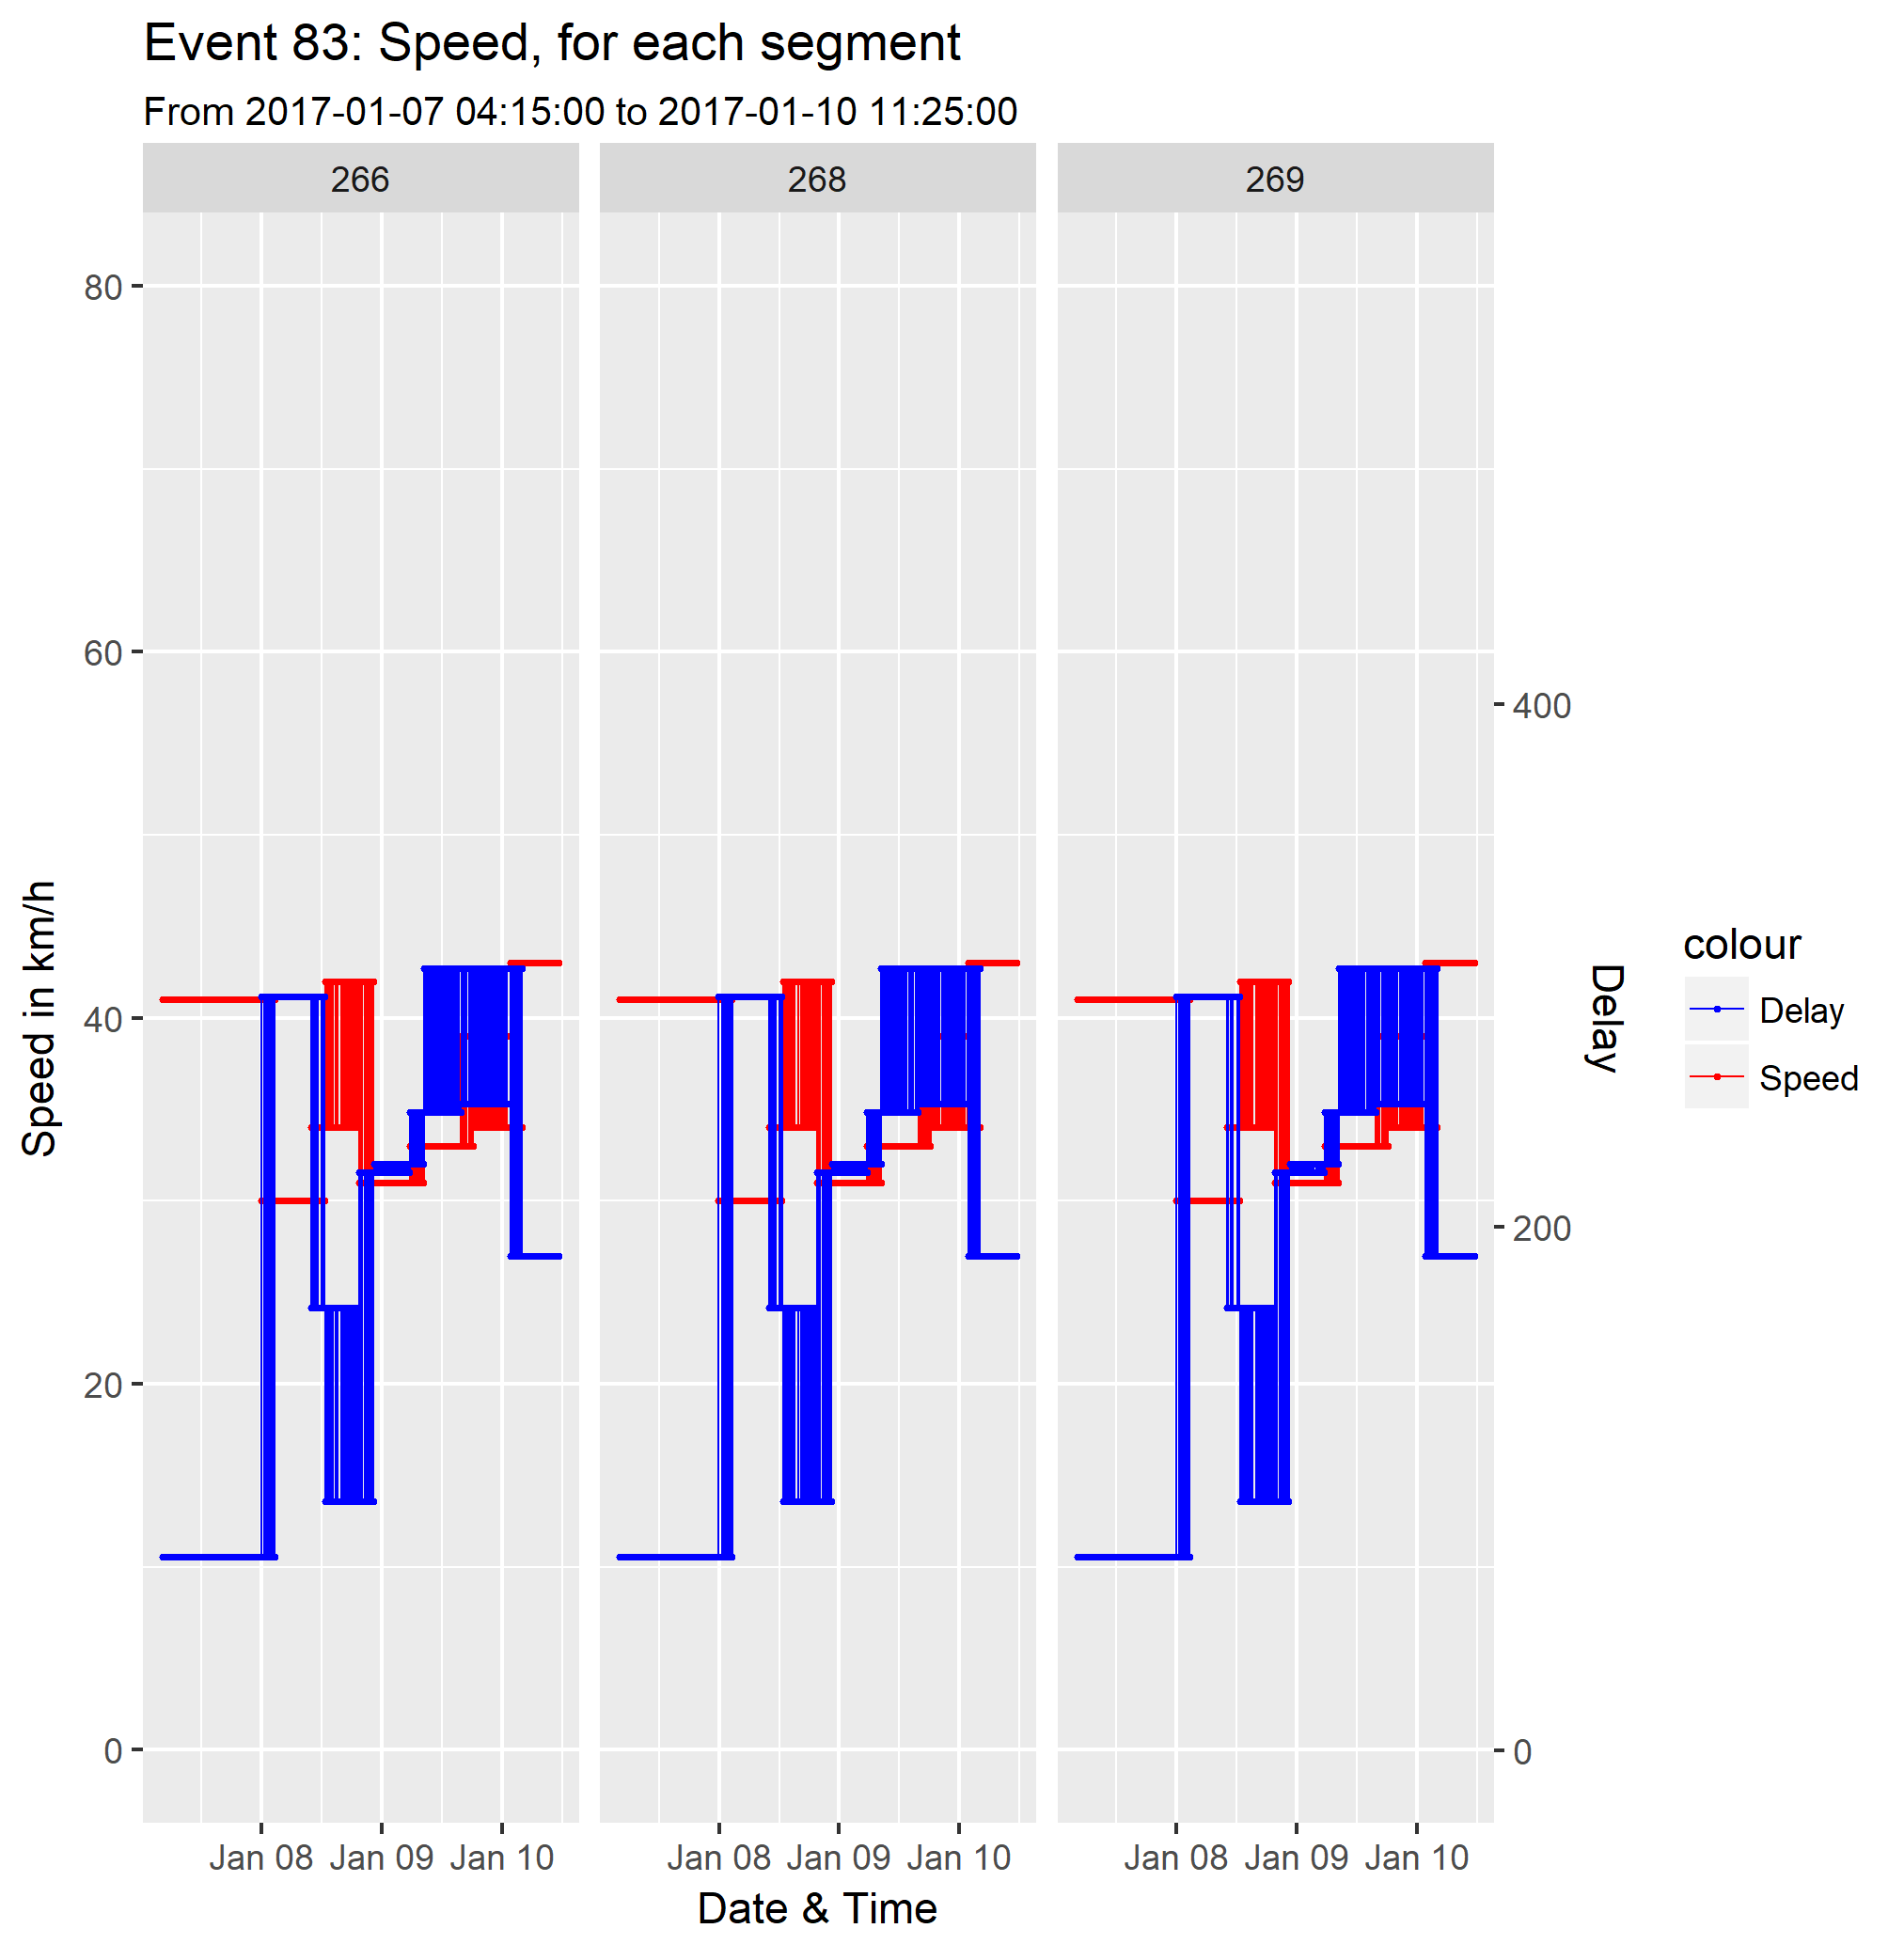 Event 83: Speed, for each segment
From 2017-01-07 04:15:00 to 2017-01-10 11:25:00
266
268
269
80
60
40
20
0
Speed in km/h
400
200
0
Delay
colour
Delay
Speed
Jan 08 Jan 09 Jan 10
Jan 08 Jan 09 Jan 10
Jan 08 Jan 09 Jan 10
Date & Time